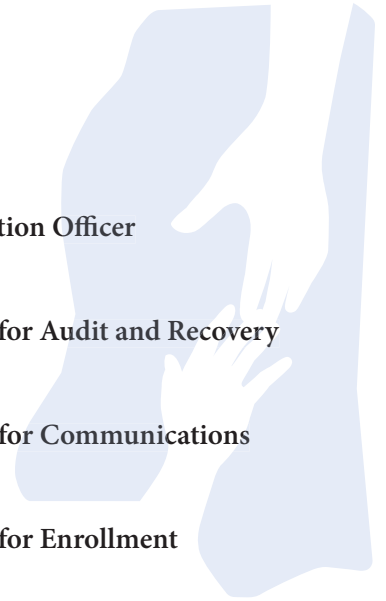 tion Officer
for Audit and Recovery
for Communications
for Enrollment